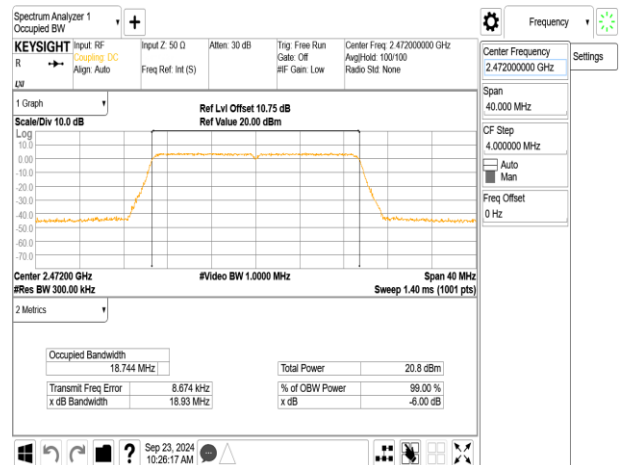 Spectrum Analyzer 1
Occupied BW
Frequency
KEYSIGHT
R
Input: RF
Coupling: DC
Align: Auto
Input Z: 50 Ω
Freq Ref: Int (S)
Atten: 30 dB
Trig: Free Run
Gate: Off
#IF Gain: Low
Center Freq: 2.472000000 GHz
Avg|Hold: 100/100
Radio Std: None
Center Frequency
2.472000000 GHz
Settings
Span
40.000 MHz
CF Step
4.000000 MHz
Auto
Man
Freq Offset
0 Hz
1 Graph
Scale/Div 10.0 dB
Ref Lvl Offset 10.75 dB
Ref Value 20.00 dBm
Log
10.0
0.00
-10.0
-20.0
-30.0
-40.0
-50.0
-60.0
-70.0
Center 2.47200 GHz
#Res BW 300.00 kHz
#Video BW 1.0000 MHz
Span 40 MHz
Sweep 1.40 ms (1001 pts)
2 Metrics
Occupied Bandwidth
18.744 MHz
Total Power 20.8 dBm
Transmit Freq Error 8.674 kHz
% of OBW Power 99.00 %
x dB Bandwidth 18.93 MHz
x dB -6.00 dB
?
Sep 23, 2024
10:26:17 AM